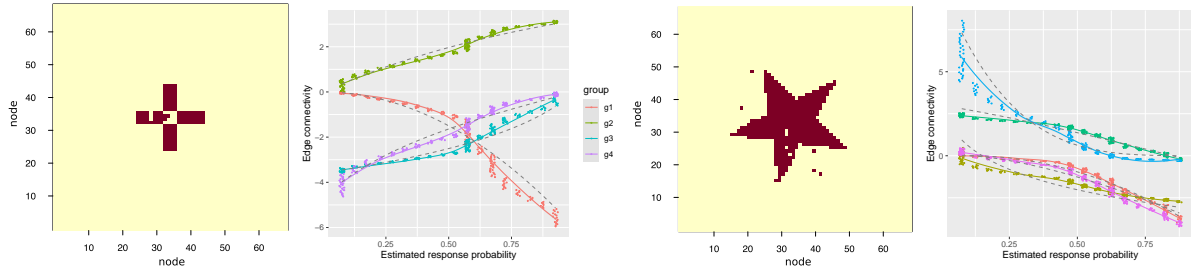 60
50
40
30
20
10
node
10 20 30 40 50 60
node
2
0
−2
−4
−6
Edge connectivity
0.25 0.50 0.75
Estimated response probability
group
g1
g2
g3
g4
60
50
40
30
20
10
node
10 20 30 40 50 60
node
5
0
Edge connectivity
0.25 0.50 0.75
Estimated response probability